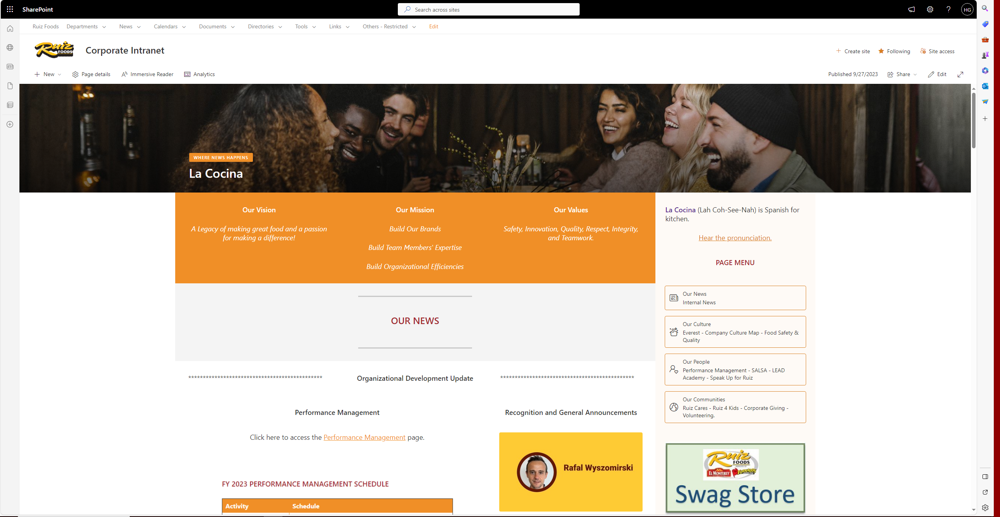 SharePoint
Search across sites
HG
Ruiz Foods
Departments
News
Calendars
Documents
Directories
Tools
Links
Others - Restricted
Edit
Ruiz
FOODS
Corporate Intranet
Create site
Following
Site access
New
Page details
Immersive Reader
Analytics
Published 9/27/2023
Share
Edit
WHERE NEWS HAPPENS
La Cocina
Our Vision
A Legacy of making great food and a passion
for making a difference!
Our Mission
Build Our Brands
Build Team Members' Expertise
Build Organizational Efficiencies
Our Values
Safety, Innovation, Quality, Respect, Integrity,
and Teamwork.
La Cocina (Lah Coh-See-Nah) is Spanish for
kitchen.
Hear the pronunciation.
PAGE MENU
Our News
Internal News
Our Culture
Everest - Company Culture Map - Food Safety &
Quality
Our People
Performance Management - SALSA - LEAD
Academy - Speak Up for Ruiz
Our Communities
Ruiz Cares - Ruiz 4 Kids - Corporate Giving -
Volunteering.
OUR NEWS
********************************************** Organizational Development Update **********************************************
Performance Management
Click here to access the Performance Management page.
FY 2023 PERFORMANCE MANAGEMENT SCHEDULE
Activity Schedule
Recognition and General Announcements
Rafal Wyszomirski
Ruiz
FOODS
EL MONTEREY
TORNADOS
Swag Store